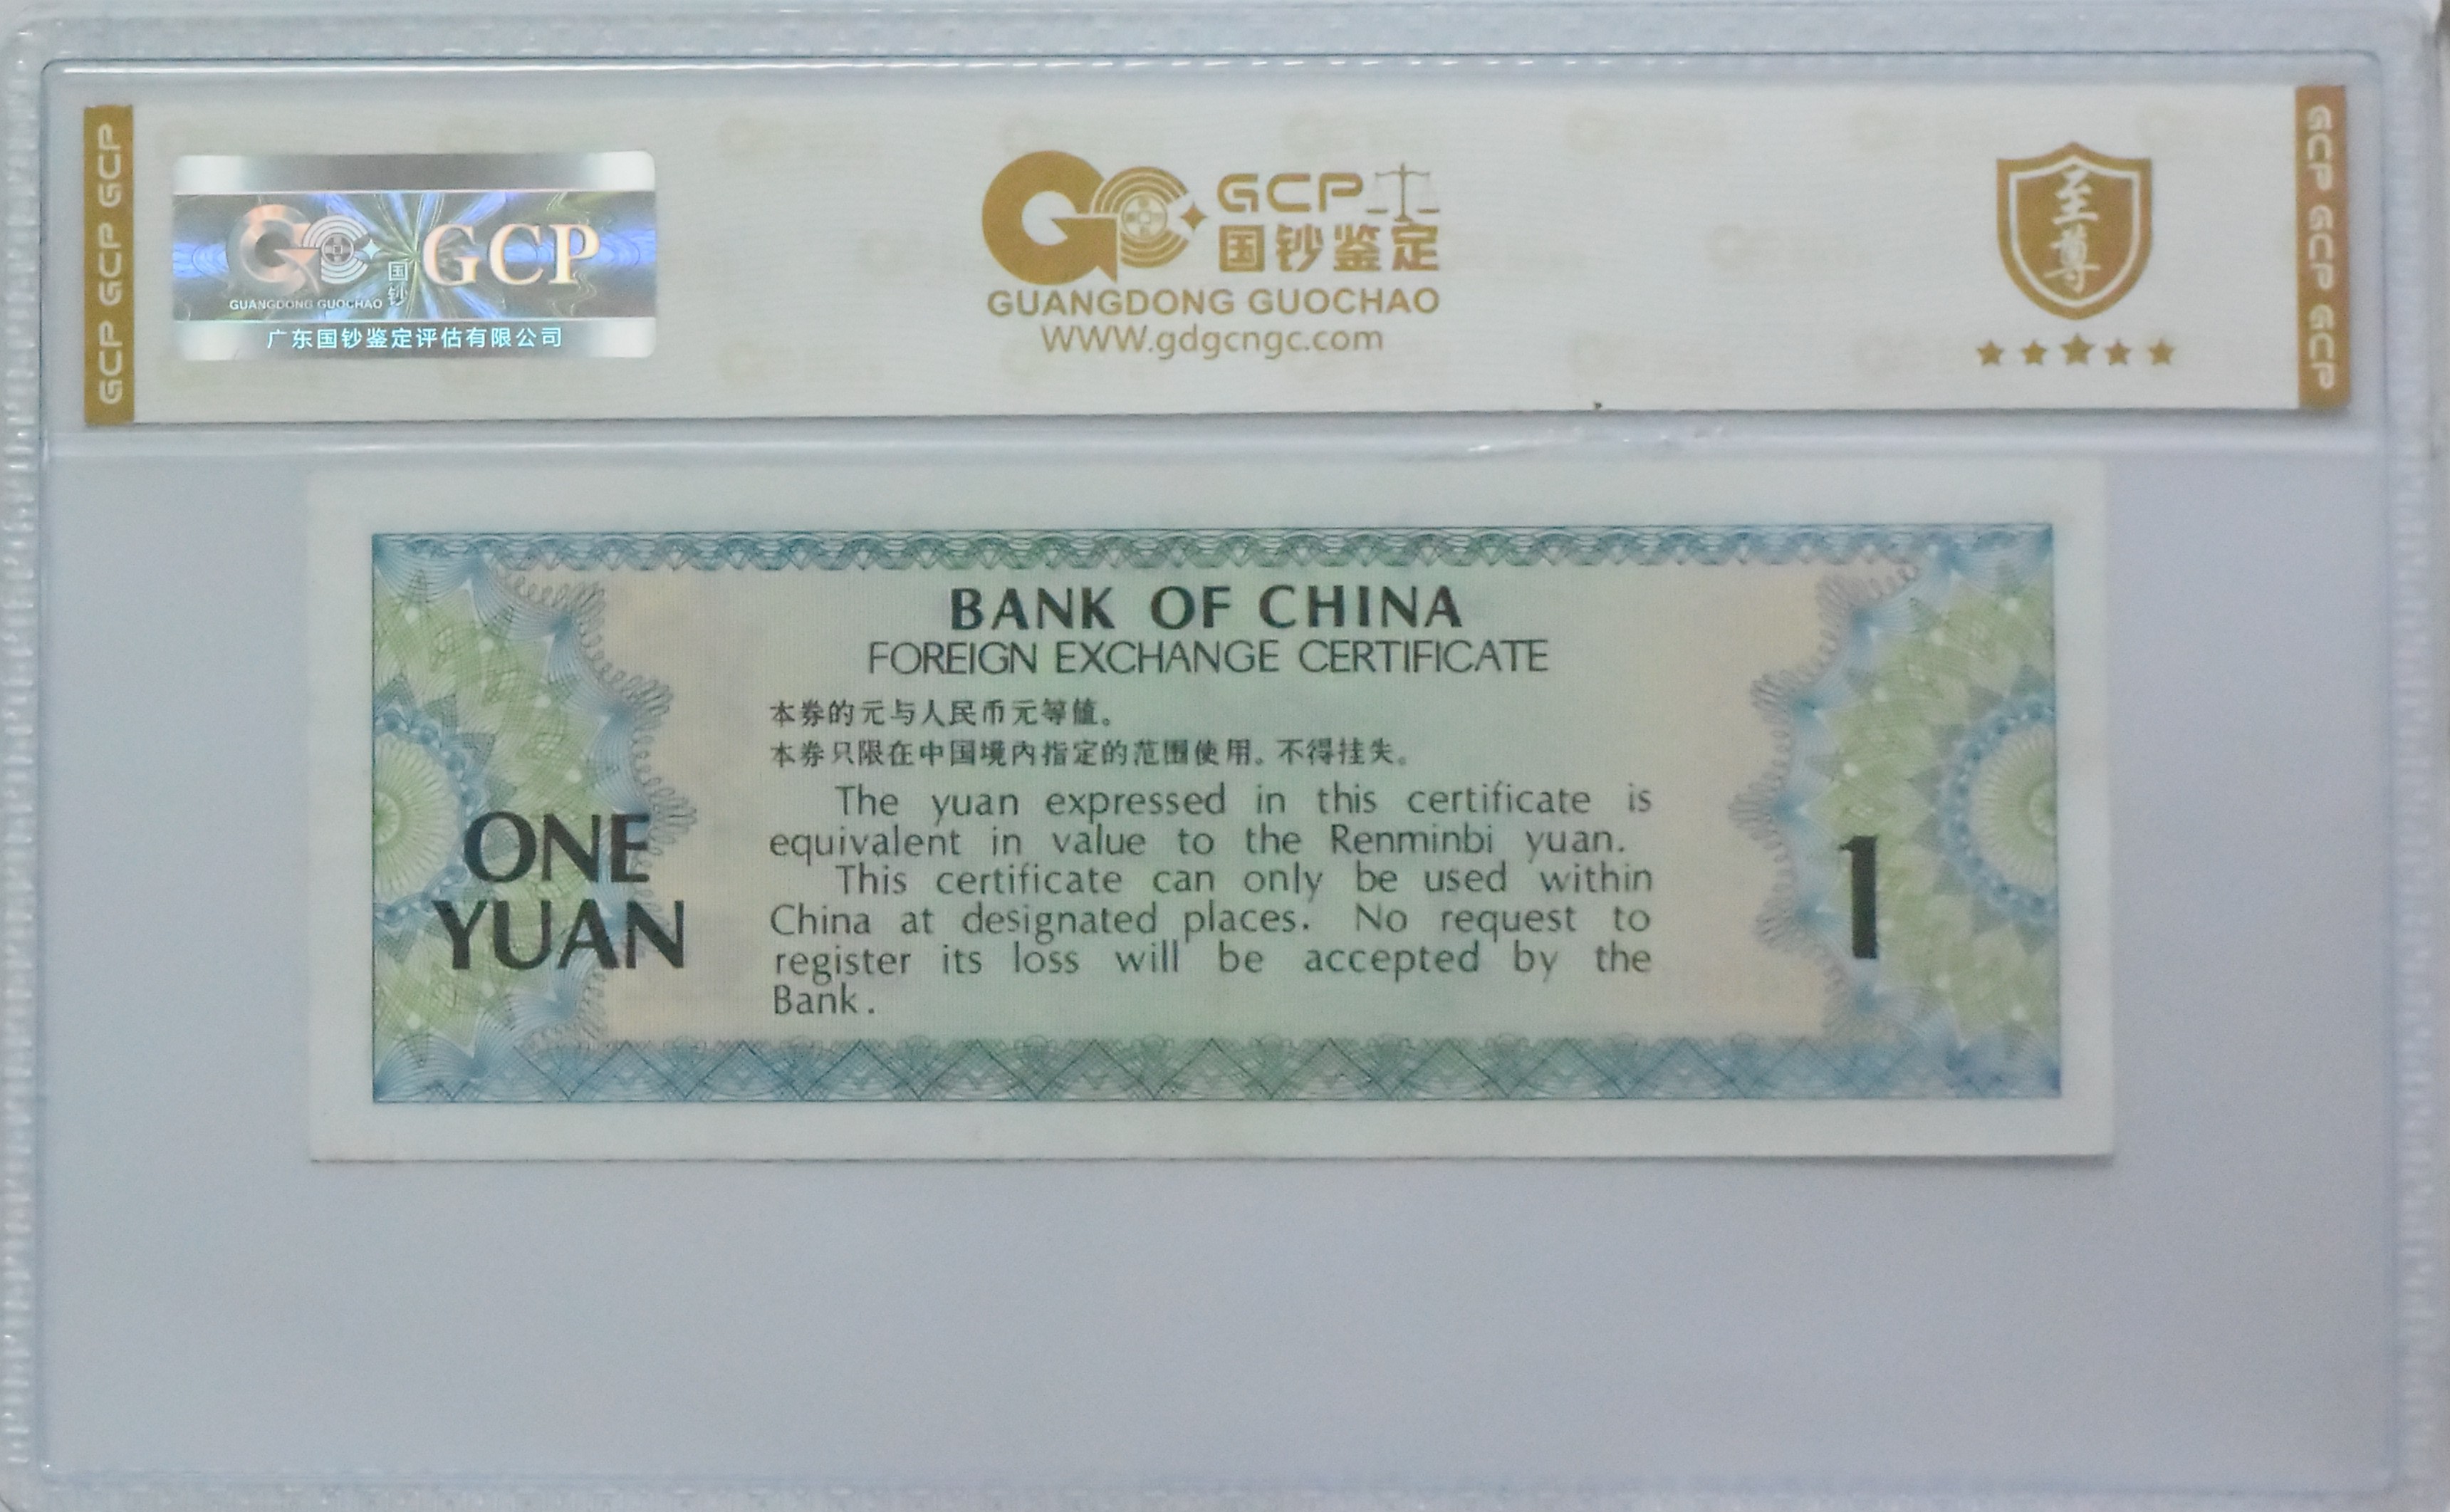 GCP GCP GCP
国钞
GCP
GUANGDONG GUOCHAO
广东国钞鉴定评估有限公司
GCP
国钞鉴定
GUANGDONG GUOCHAO
WWW.gdgcngc.com
至尊
GCP GCP GCP
BANK OF CHINA
FOREIGN EXCHANGE CERTIFICATE
本券的元与人民币元等值。
本券只限在中国境内指定的范围使用。不得挂失。
The yuan expressed in this certificate is
equivalent in value to the Renminbi yuan.
This certificate can only be used within
China at designated places. No request to
register its loss will be accepted by the
Bank.
ONE
YUAN
1